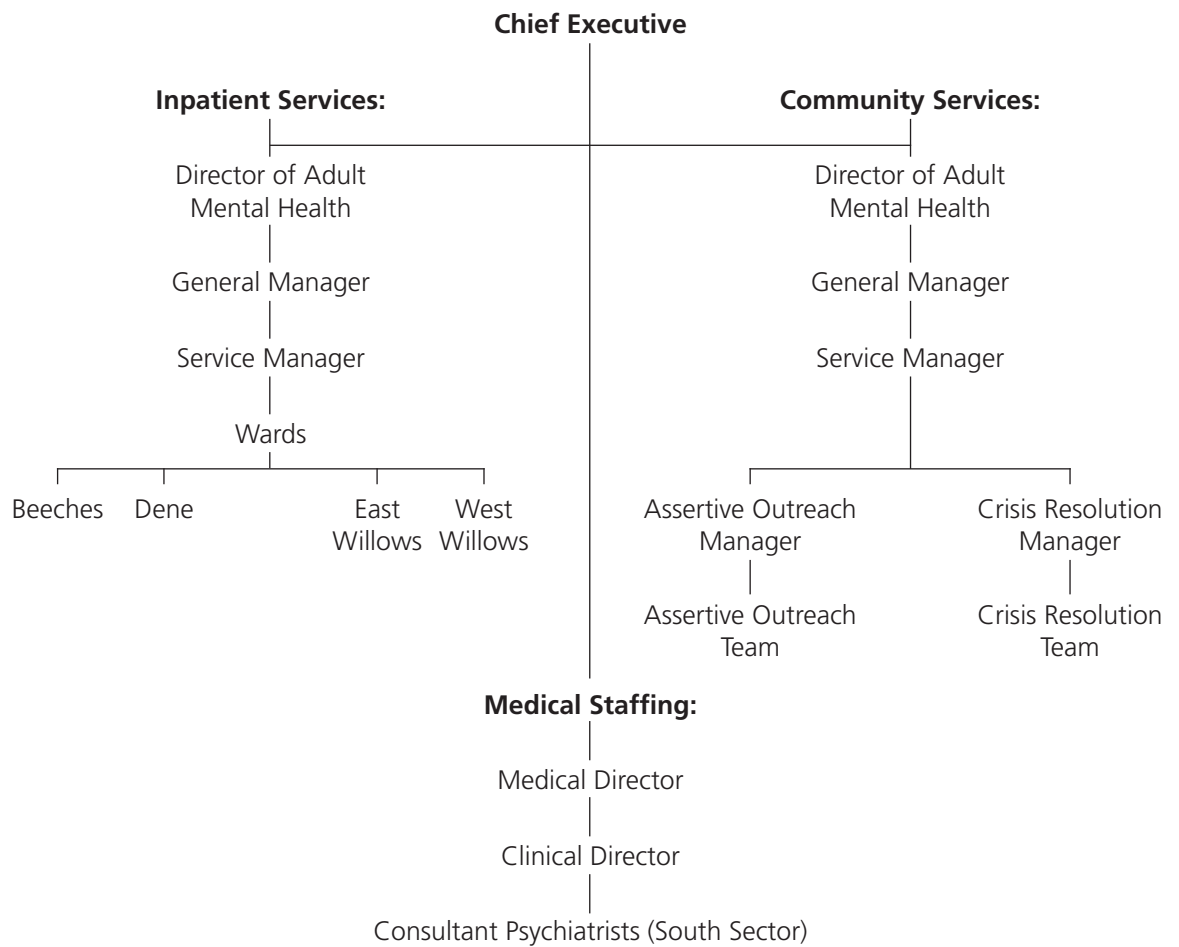 Chief Executive
Inpatient Services:
Director of Adult
Mental Health
General Manager
Service Manager
Wards
Beeches
Dene
East
Willows
West
Willows
Community Services:
Director of Adult
Mental Health
General Manager
Service Manager
Assertive Outreach
Manager
Assertive Outreach
Team
Crisis Resolution
Manager
Crisis Resolution
Team
Medical Staffing:
Medical Director
Clinical Director
Consultant Psychiatrists (South Sector)